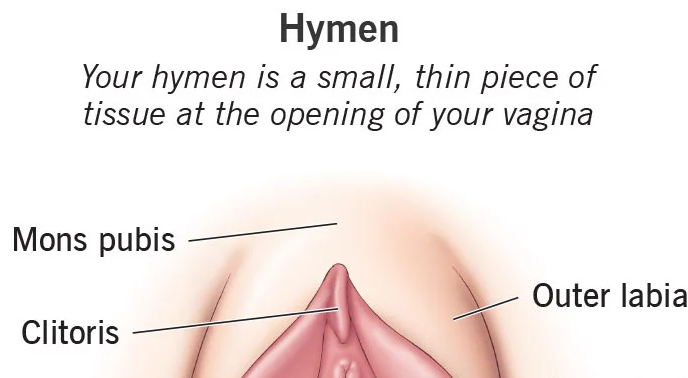 Hymen
Your hymen is a small, thin piece of
tissue at the opening of your vagina
Mons pubis
Outer labia
Clitoris